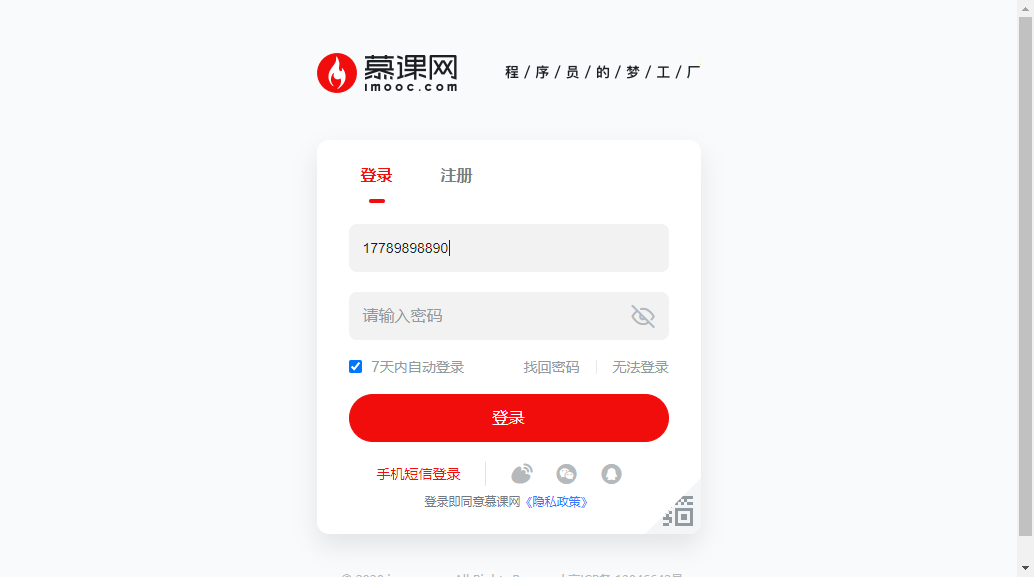 慕课网
imooc.com
程/序/员/的/梦/工/厂
登录 注册
17789898890
请输入密码
7天内自动登录 找回密码 无法登录
登录
手机短信登录
登录即同意慕课网《隐私政策》